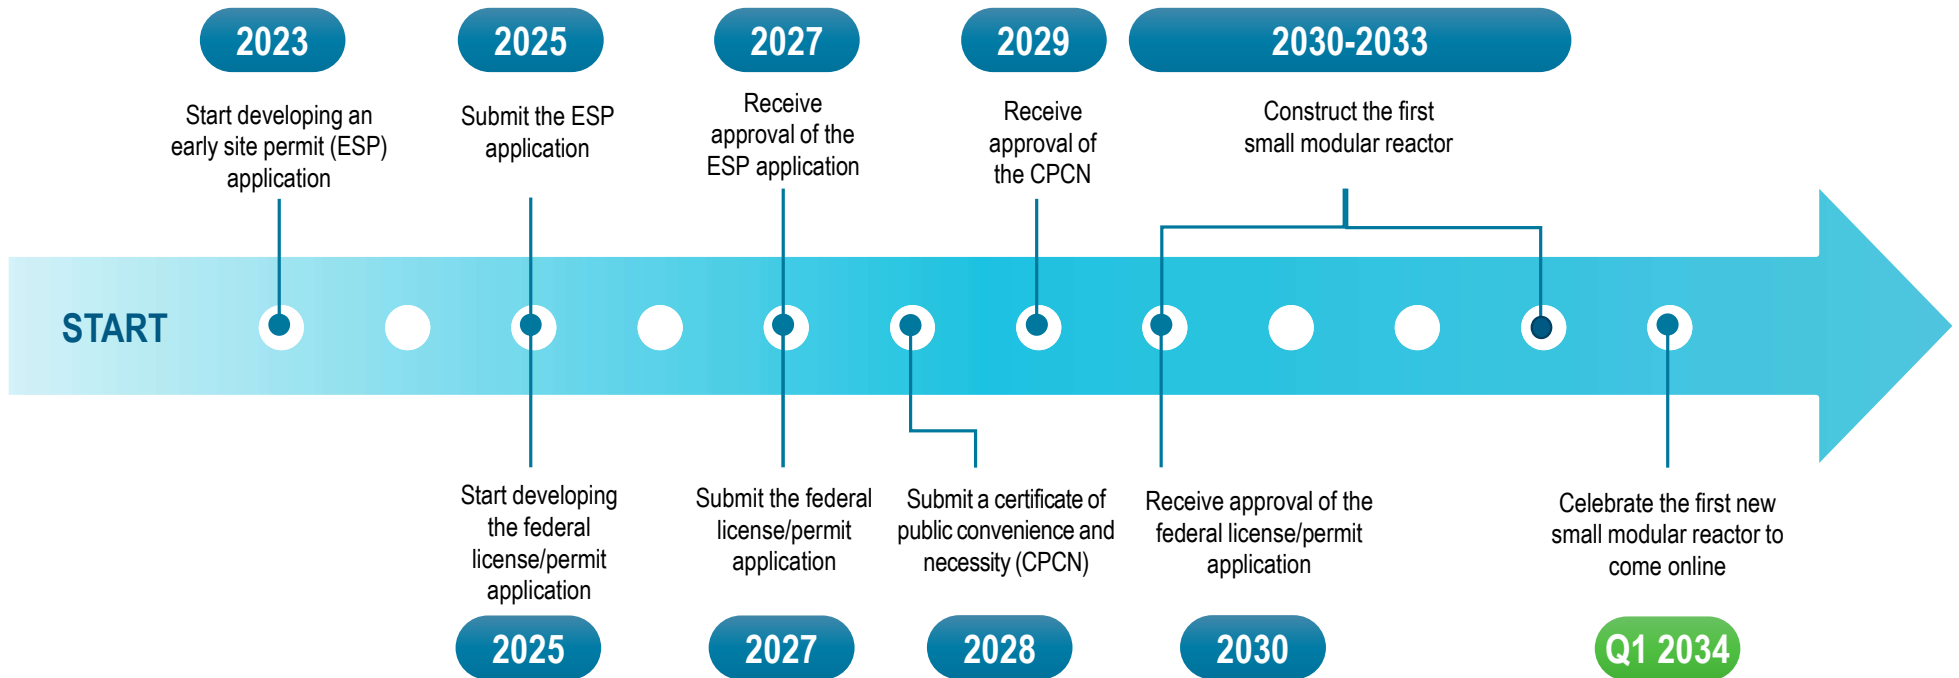 2023
Start developing an
early site permit (ESP)
application
2025
Submit the ESP
application
2027
Receive
approval of the
ESP application
2029
Receive
approval of
the CPCN
2030-2033
Construct the first
small modular reactor
START
Start developing
the federal
license/permit
application
2025
Submit the federal
license/permit
application
2027
Submit a certificate of
public convenience and
necessity (CPCN)
2028
Receive approval of the
federal license/permit
application
2030
Celebrate the first new
small modular reactor to
come online
Q1 2034